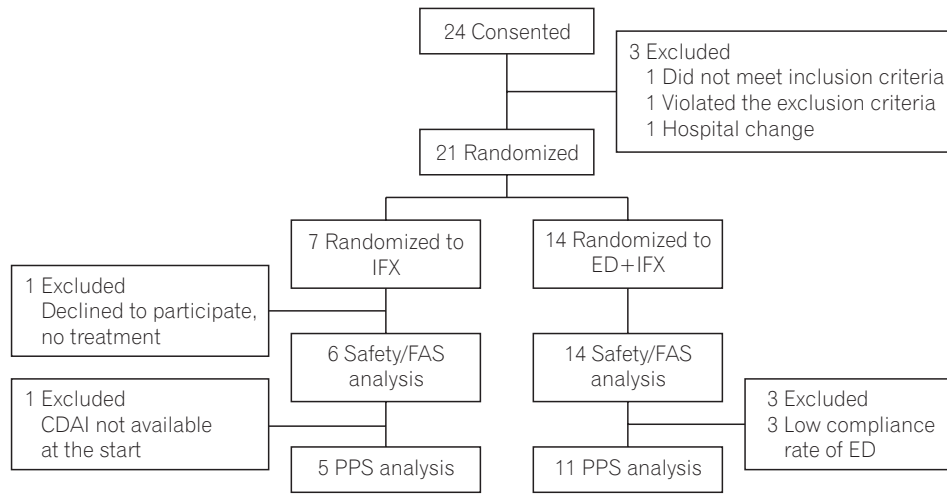 24 Consented
3 Excluded
1 Did not meet inclusion criteria
1 Violated the exclusion criteria
1 Hospital change
21 Randomized
7 Randomized to
IFX
14 Randomized to
ED+IFX
1 Excluded
Declined to participate,
no treatment
6 Safety/FAS
analysis
14 Safety/FAS
analysis
1 Excluded
CDAI not available
at the start
3 Excluded
3 Low compliance
rate of ED
5 PPS analysis
11 PPS analysis